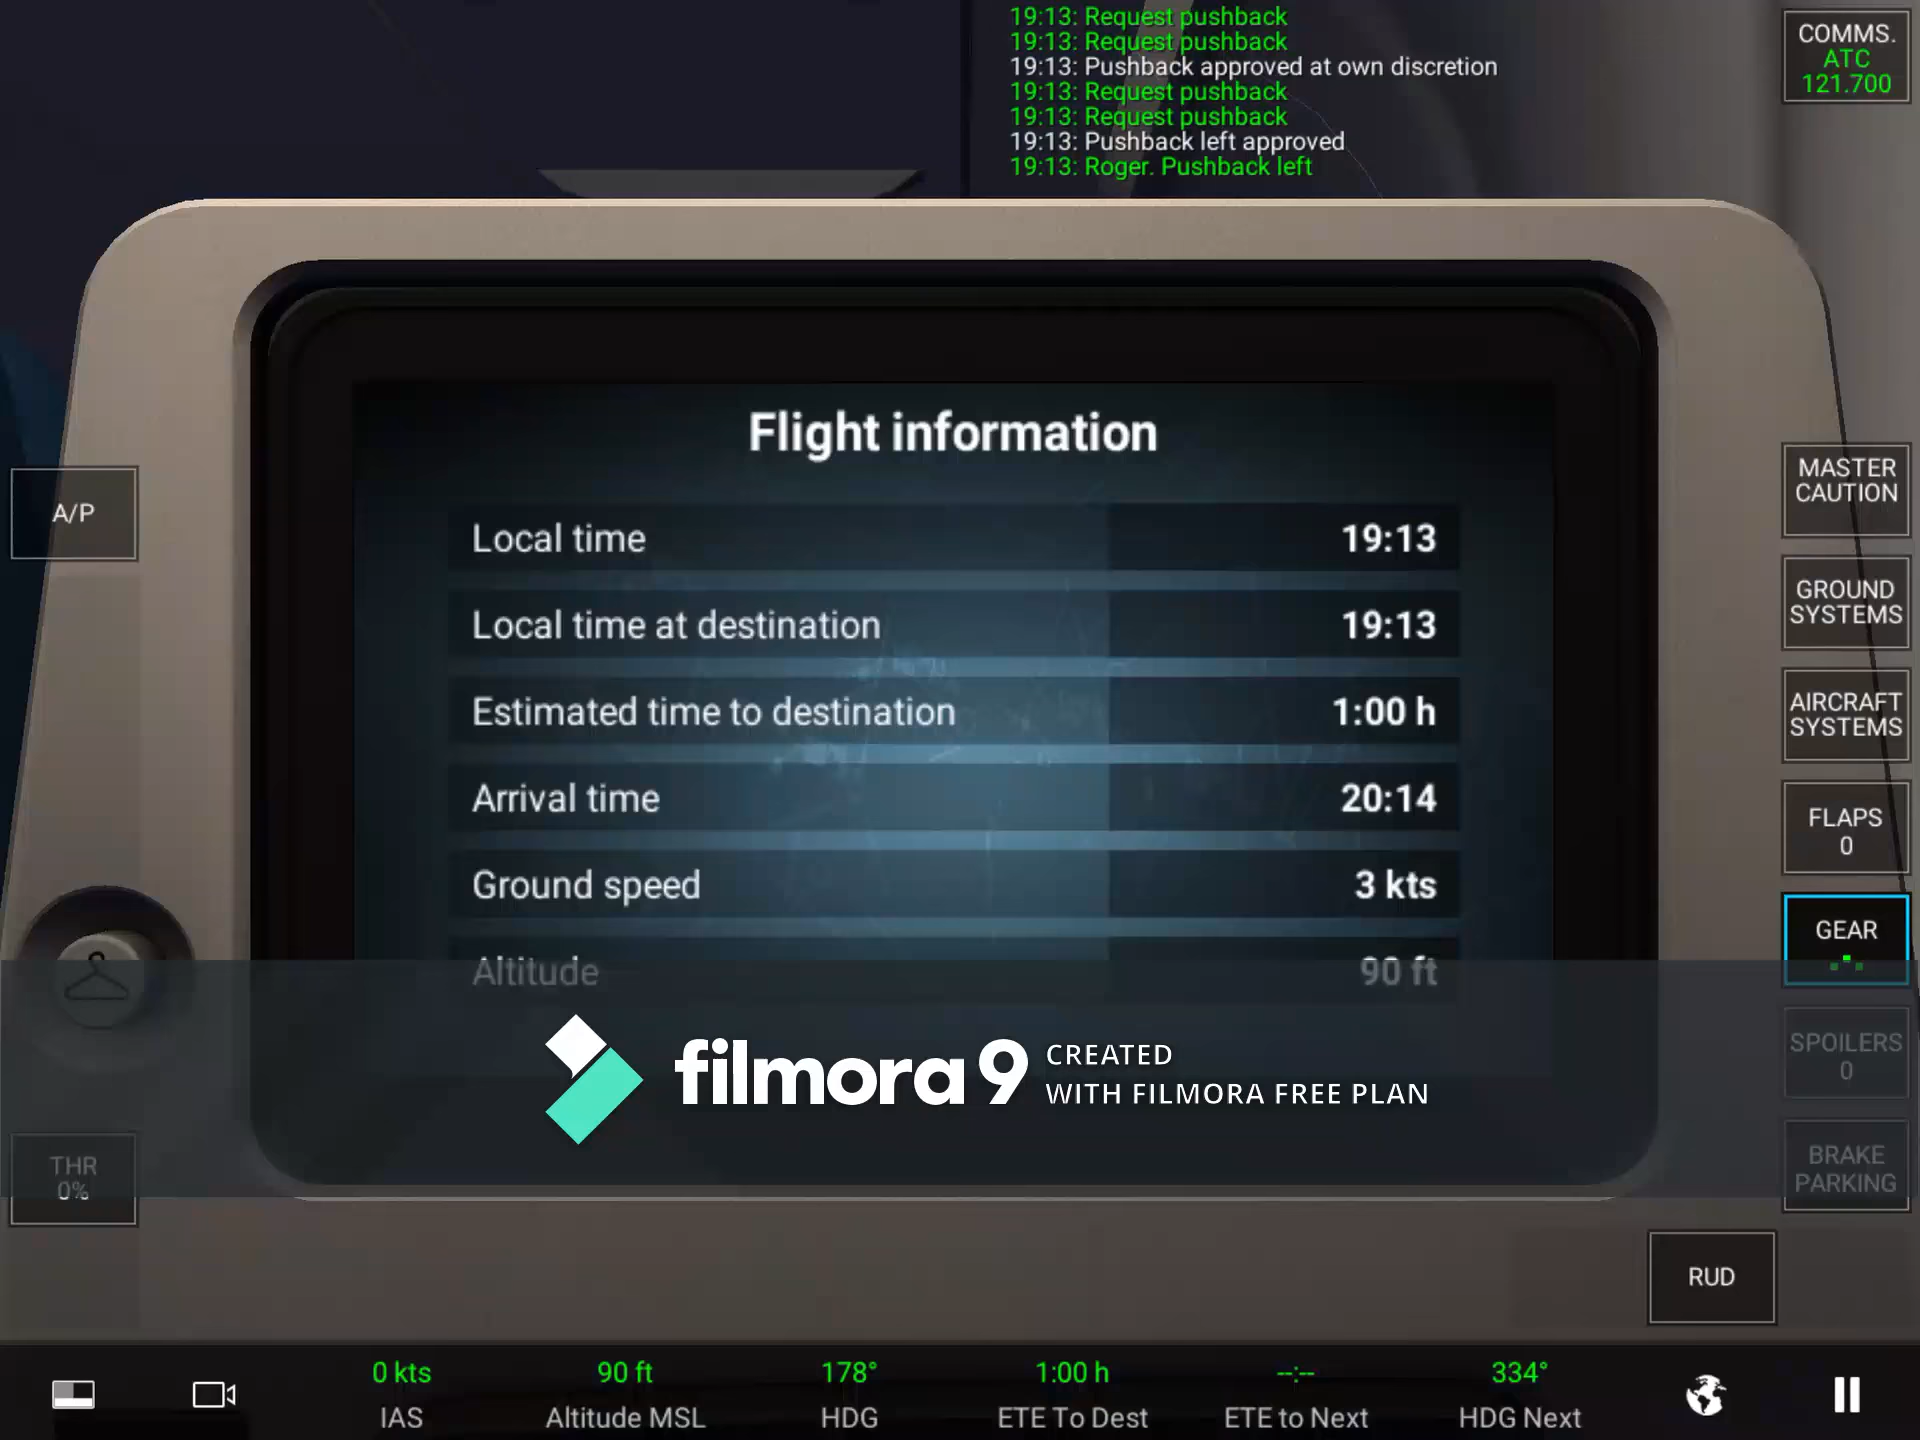 19:13: Request pushback
19:13: Request pushback
19:13: Pushback approved at own discretion
19:13: Request pushback
19:13: Request pushback
19:13: Pushback left approved
19:13: Roger. Pushback left
COMMS.
ATC
121.700
Flight information
Local time 19:13
Local time at destination 19:13
Estimated time to destination 1:00 h
Arrival time 20:14
Ground speed 3 kts
Altitude 90 ft
A/P
THR
0%
MASTER
CAUTION
GROUND
SYSTEMS
AIRCRAFT
SYSTEMS
FLAPS
0
GEAR
SPOILERS
0
BRAKE
PARKING
RUD
filmora 9
CREATED
WITH FILMORA FREE PLAN
0 kts 90 ft 178° 1:00 h --:-- 334°
IAS Altitude MSL HDG ETE To Dest ETE to Next HDG Next